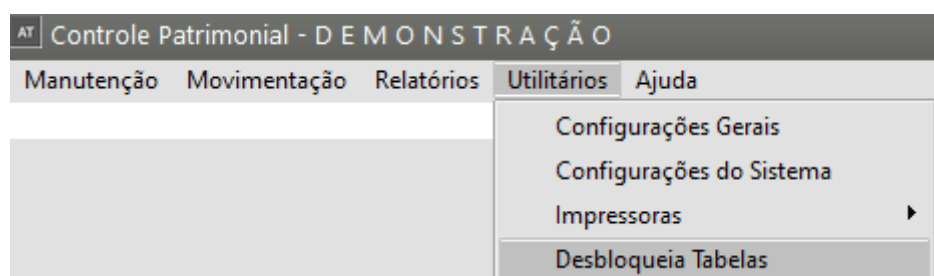 AT Controle Patrimonial - D E M O N S T R A Ç Ã O
Manutenção Movimentação Relatórios Utilitários Ajuda
Configurações Gerais
Configurações do Sistema
Impressoras
Desbloqueia Tabelas